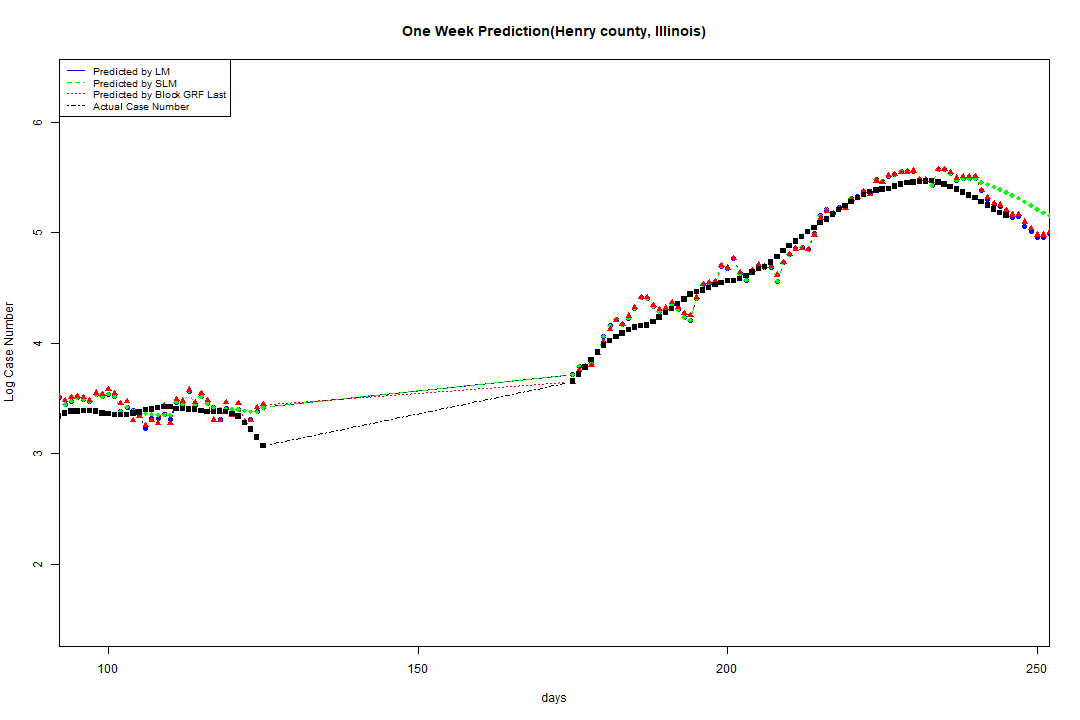 One Week Prediction(Henry county, Illinois)
Predicted by LM
Predicted by SLM
Predicted by Block GRF Last
Actual Case Number
6
5
4
3
2
Log Case Number
100 150 200 250
days